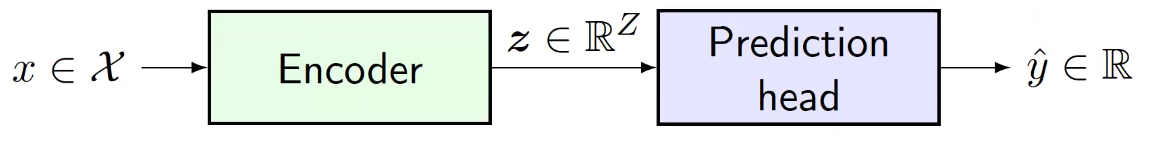 x ∈ 𝒳
Encoder
𝒛 ∈ ℝ^Z
Prediction
head
ŷ ∈ ℝ